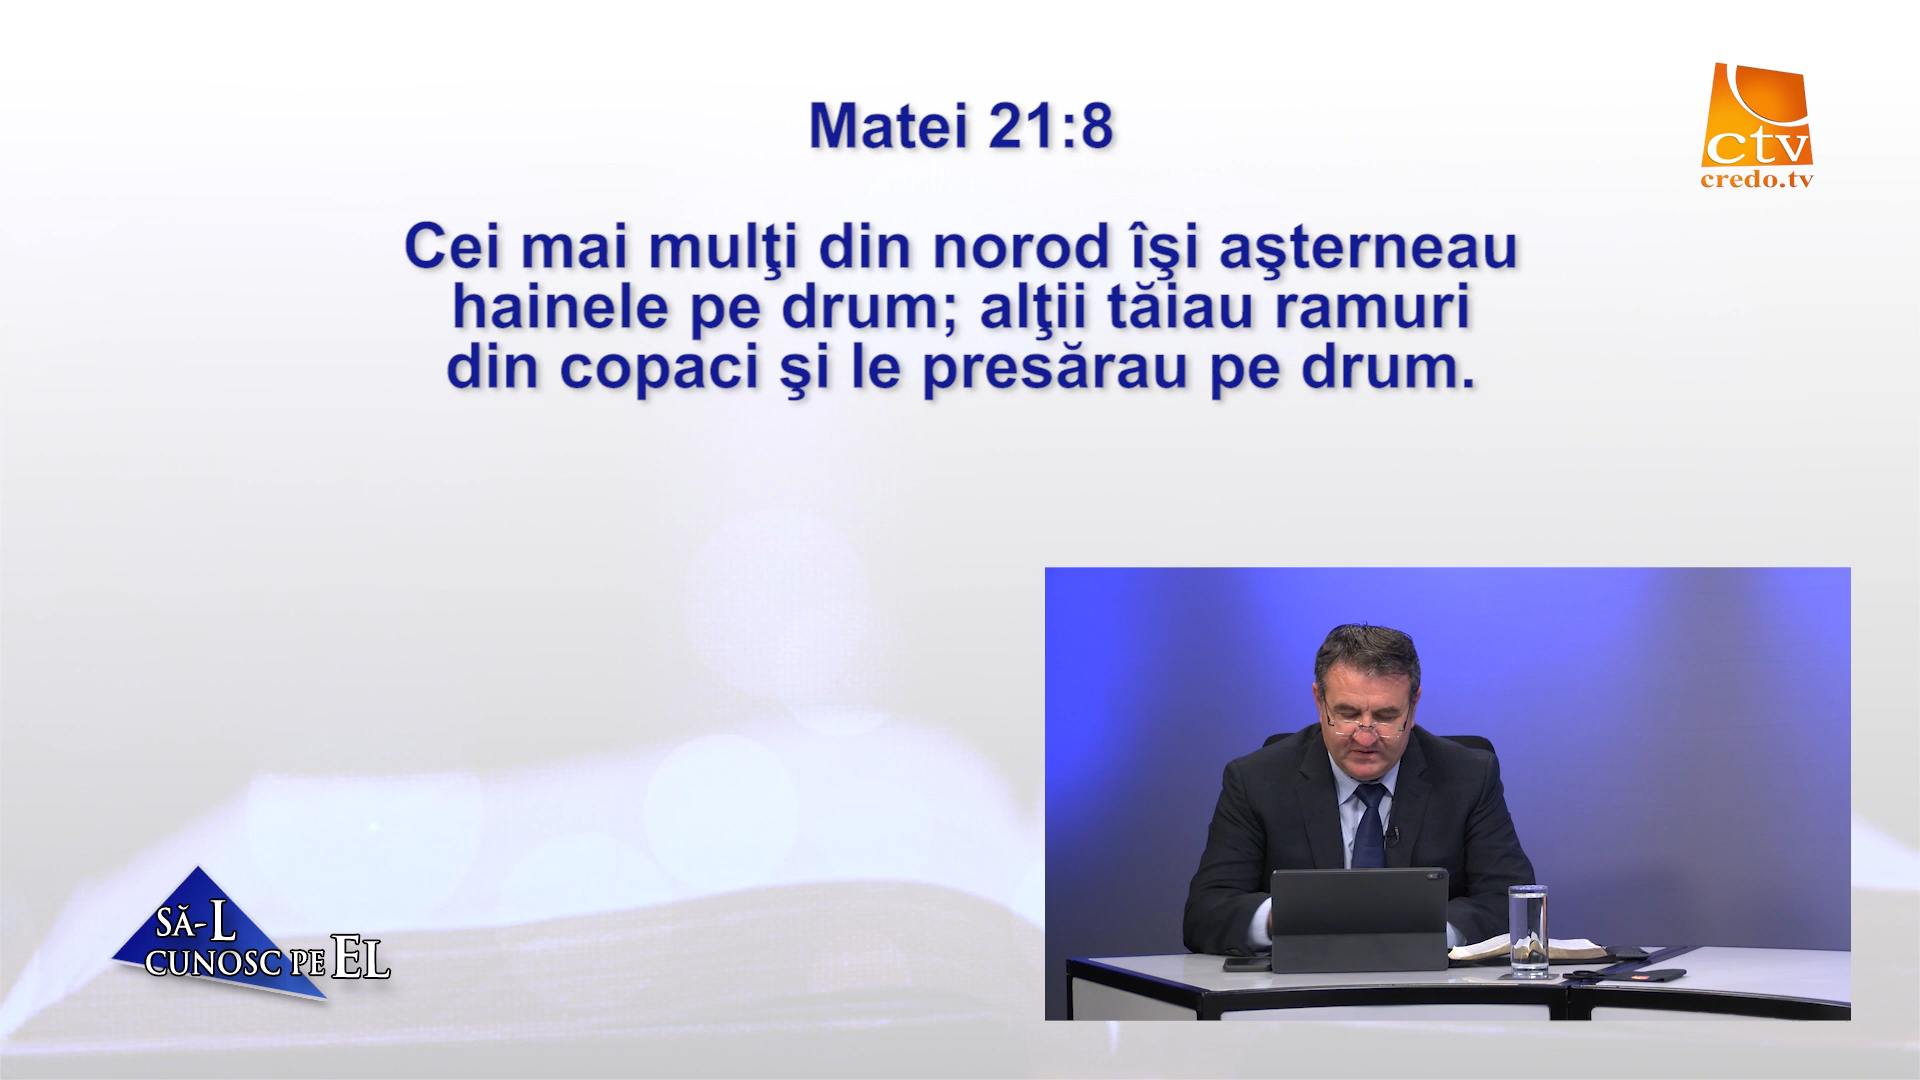 Matei 21:8
ctv
credo.tv
Cei mai mulţi din norod îşi aşterneau
hainele pe drum; alţii tăiau ramuri
din copaci şi le presărau pe drum.
SĂ-L
CUNOSC PE EL